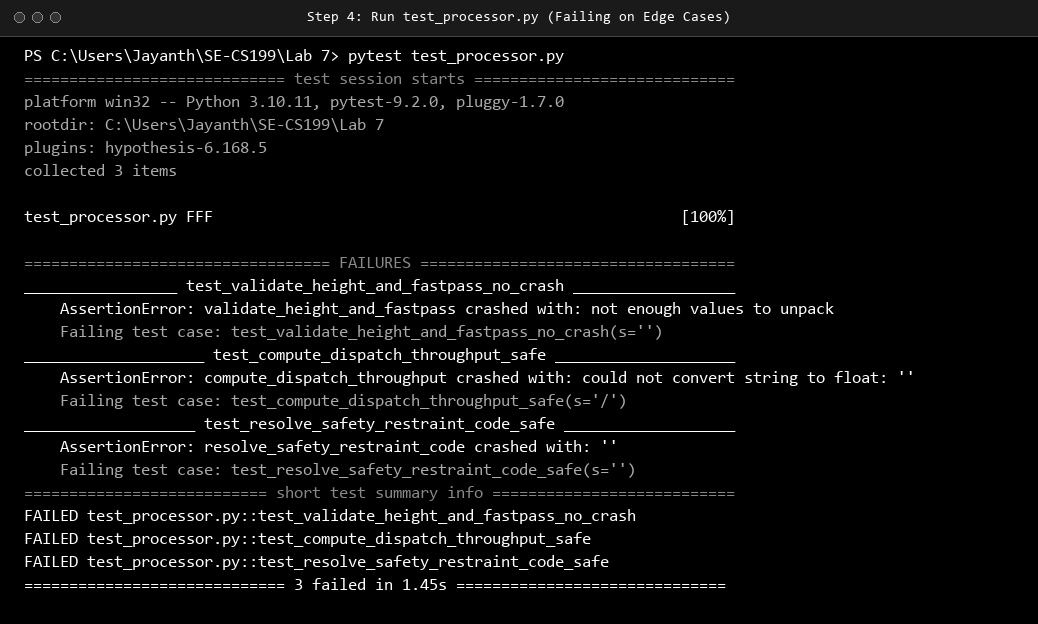 Step 4: Run test_processor.py (Failing on Edge Cases)
PS C:\Users\Jayanth\SE-CS199\Lab 7> pytest test_processor.py
============================= test session starts =============================
platform win32 -- Python 3.10.11, pytest-9.2.0, pluggy-1.7.0
rootdir: C:\Users\Jayanth\SE-CS199\Lab 7
plugins: hypothesis-6.168.5
collected 3 items
test_processor.py FFF                                                    [100%]
================================== FAILURES ===================================
_________________ test_validate_height_and_fastpass_no_crash __________________
    AssertionError: validate_height_and_fastpass crashed with: not enough values to unpack
    Failing test case: test_validate_height_and_fastpass_no_crash(s='')
____________________ test_compute_dispatch_throughput_safe ____________________
    AssertionError: compute_dispatch_throughput crashed with: could not convert string to float: ''
    Failing test case: test_compute_dispatch_throughput_safe(s='/')
___________________ test_resolve_safety_restraint_code_safe ___________________
    AssertionError: resolve_safety_restraint_code crashed with: ''
    Failing test case: test_resolve_safety_restraint_code_safe(s='')
=========================== short test summary info ===========================
FAILED test_processor.py::test_validate_height_and_fastpass_no_crash
FAILED test_processor.py::test_compute_dispatch_throughput_safe
FAILED test_processor.py::test_resolve_safety_restraint_code_safe
============================= 3 failed in 1.45s ==============================